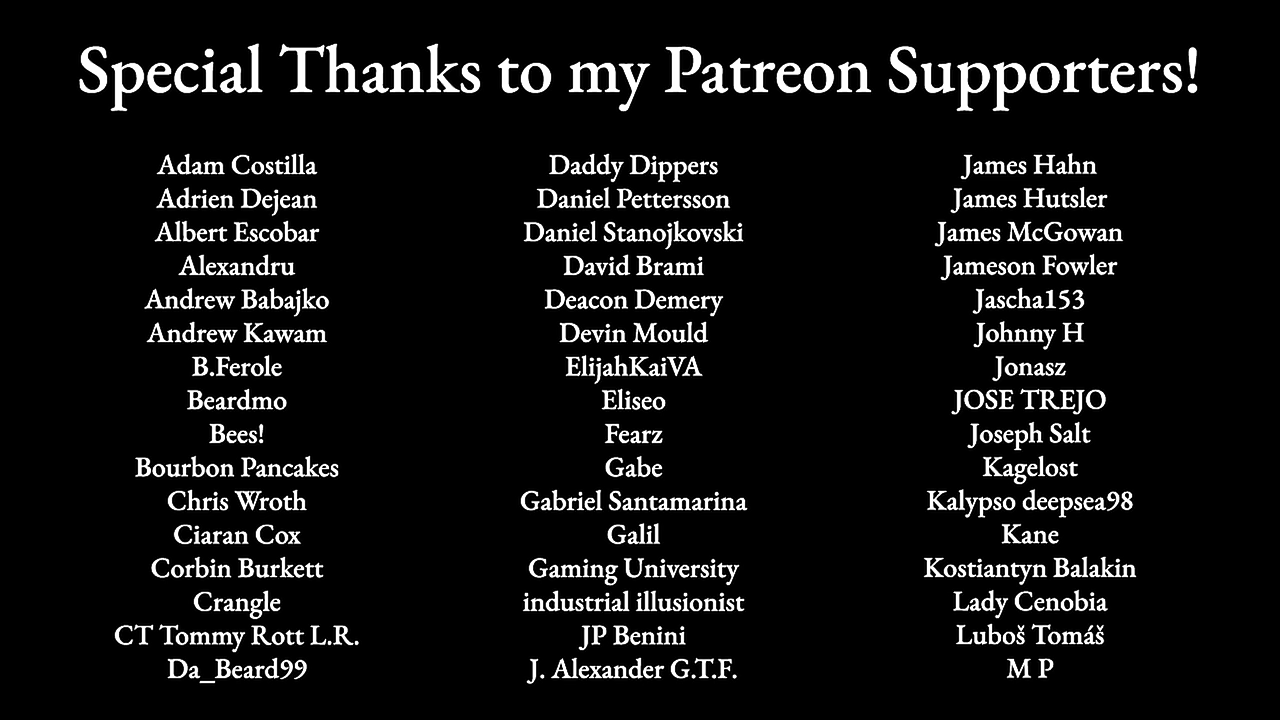 Special Thanks to my Patreon Supporters!
Adam Costilla
Adrien Dejean
Albert Escobar
Alexandru
Andrew Babajko
Andrew Kawam
B.Ferole
Beardmo
Bees!
Bourbon Pancakes
Chris Wroth
Ciaran Cox
Corbin Burkett
Crangle
CT Tommy Rott L.R.
Da_Beard99
Daddy Dippers
Daniel Pettersson
Daniel Stanojkovski
David Brami
Deacon Demery
Devin Mould
ElijahKaiVA
Eliseo
Fearz
Gabe
Gabriel Santamarina
Galil
Gaming University
industrial illusionist
JP Benini
J. Alexander G.T.F.
James Hahn
James Hutsler
James McGowan
Jameson Fowler
Jascha153
Johnny H
Jonasz
JOSE TREJO
Joseph Salt
Kagelost
Kalypso deepsea98
Kane
Kostiantyn Balakin
Lady Cenobia
Luboš Tomáš
M P